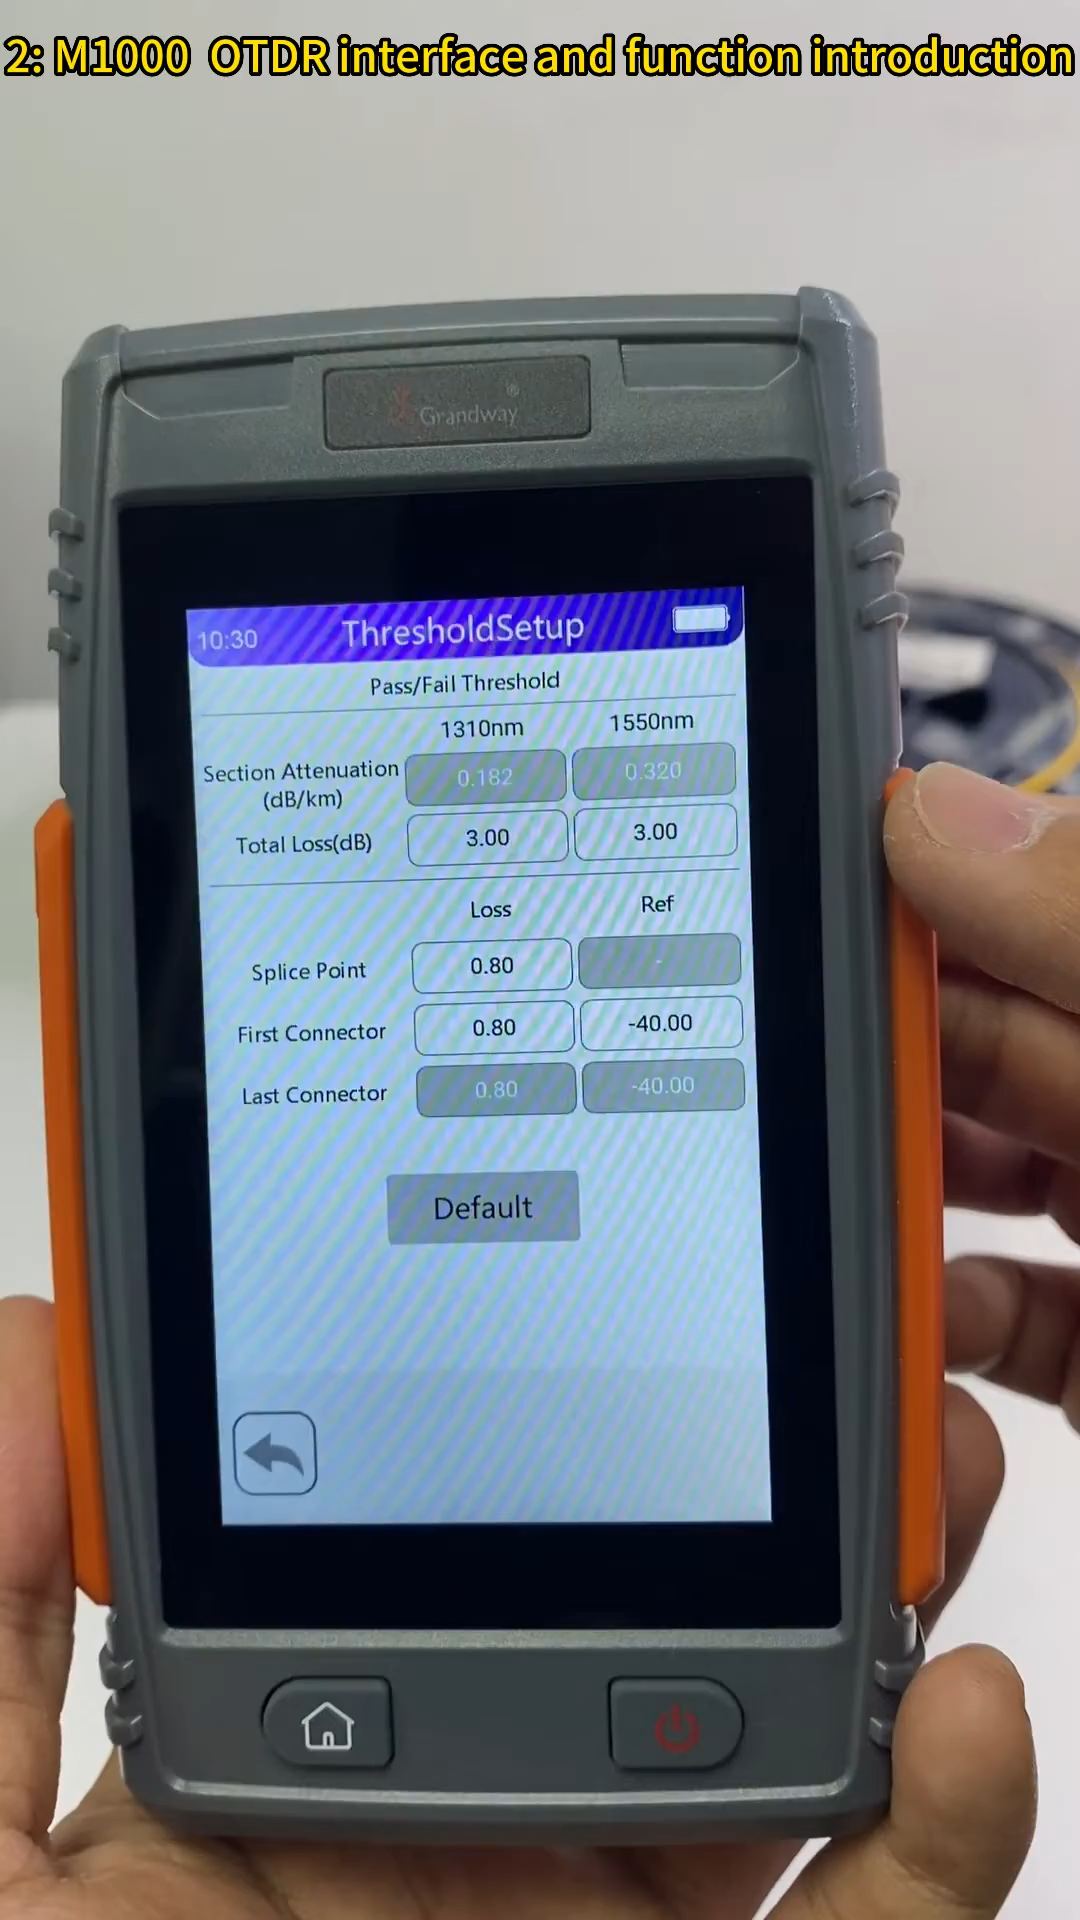 2: M1000 OTDR interface and function introduction
Grandway®
10:30 ThresholdSetup
Pass/Fail Threshold
1310nm 1550nm
Section Attenuation (dB/km) 0.182 0.320
Total Loss(dB) 3.00 3.00
Loss Ref
Splice Point 0.80 -
First Connector 0.80 -40.00
Last Connector 0.80 -40.00
Default